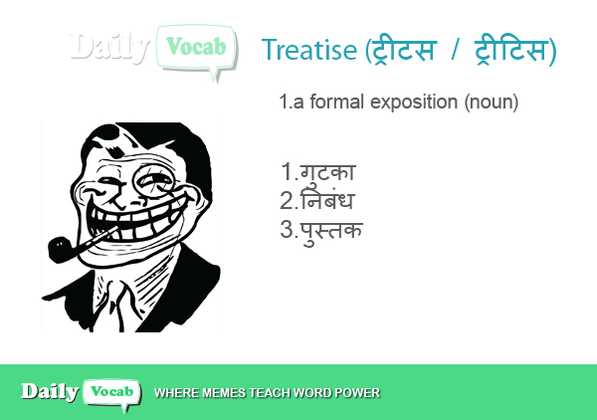 Daily Vocab Treatise (ट्रीटस / ट्रीटिस)
1.a formal exposition (noun)
1.गुटका
2.निबंध
3.पुस्तक
Daily Vocab WHERE MEMES TEACH WORD POWER